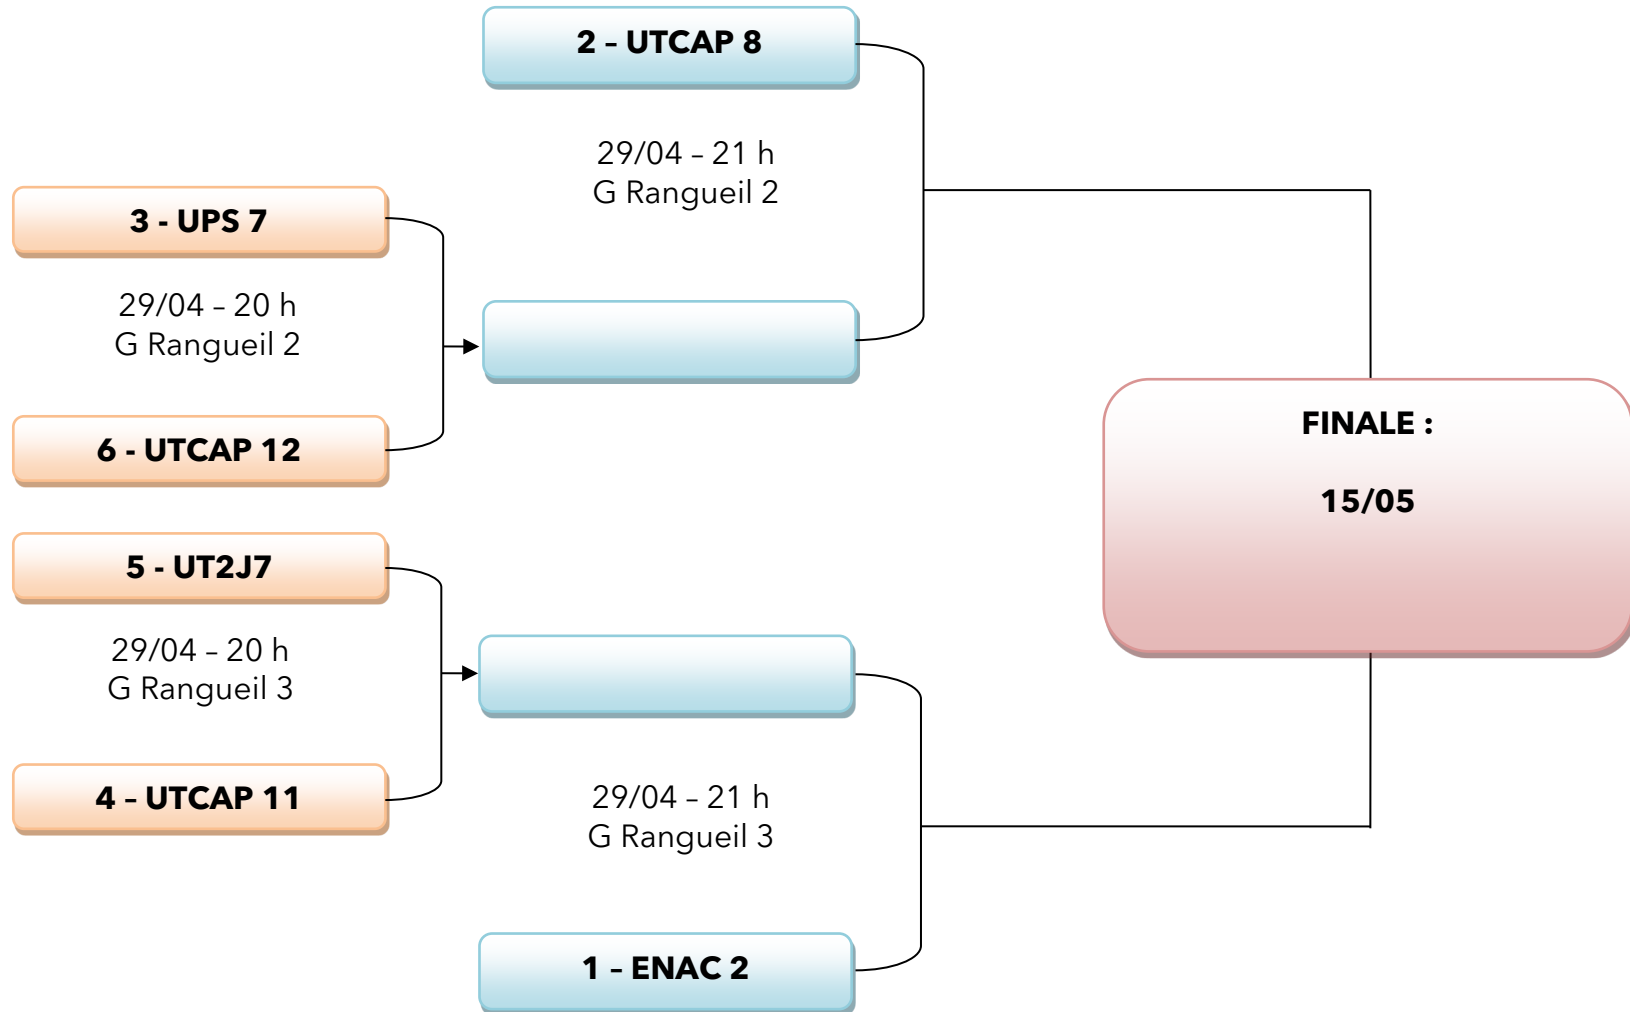 2 – UTCAP 8
29/04 – 21 h
G Rangueil 2
3 - UPS 7
29/04 – 20 h
G Rangueil 2
6 - UTCAP 12
5 - UT2J7
29/04 – 20 h
G Rangueil 3
4 – UTCAP 11
29/04 – 21 h
G Rangueil 3
1 – ENAC 2
FINALE :
15/05